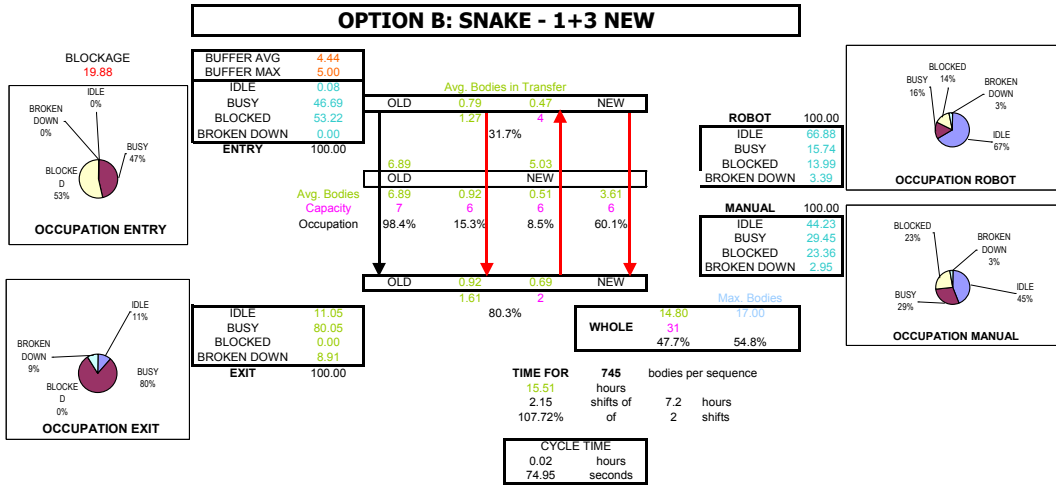 OPTION B: SNAKE - 1+3 NEW
BLOCKAGE
19.88
IDLE
0%
BROKEN
DOWN
0%
BUSY
47%
BLOCKE
D
53%
OCCUPATION ENTRY
BUFFER AVG 4.44
BUFFER MAX 5.00
IDLE 0.08
BUSY 46.69
BLOCKED 53.22
BROKEN DOWN 0.00
ENTRY 100.00
Avg. Bodies in Transfer
OLD 0.79 0.47 NEW
1.27 4
31.7%
6.89 5.03
OLD NEW
Avg. Bodies 6.89 0.92 0.51 3.61
Capacity 7 6 6 6
Occupation 98.4% 15.3% 8.5% 60.1%
OLD 0.92 0.69 NEW
1.61 2
80.3%
ROBOT 100.00
IDLE 66.88
BUSY 15.74
BLOCKED 13.99
BROKEN DOWN 3.39
MANUAL 100.00
IDLE 44.23
BUSY 29.45
BLOCKED 23.36
BROKEN DOWN 2.95
BLOCKED
14%
BUSY
16%
BROKEN
DOWN
3%
IDLE
67%
OCCUPATION ROBOT
BLOCKED
23%
BROKEN
DOWN
3%
IDLE
45%
BUSY
29%
OCCUPATION MANUAL
IDLE
11%
BROKEN
DOWN
9%
BUSY
80%
BLOCKE
D
0%
OCCUPATION EXIT
IDLE 11.05
BUSY 80.05
BLOCKED 0.00
BROKEN DOWN 8.91
EXIT 100.00
Max. Bodies
14.80 17.00
WHOLE 31
47.7% 54.8%
TIME FOR 745 bodies per sequence
15.51 hours
2.15 shifts of 7.2 hours
107.72% of 2 shifts
CYCLE TIME
0.02 hours
74.95 seconds